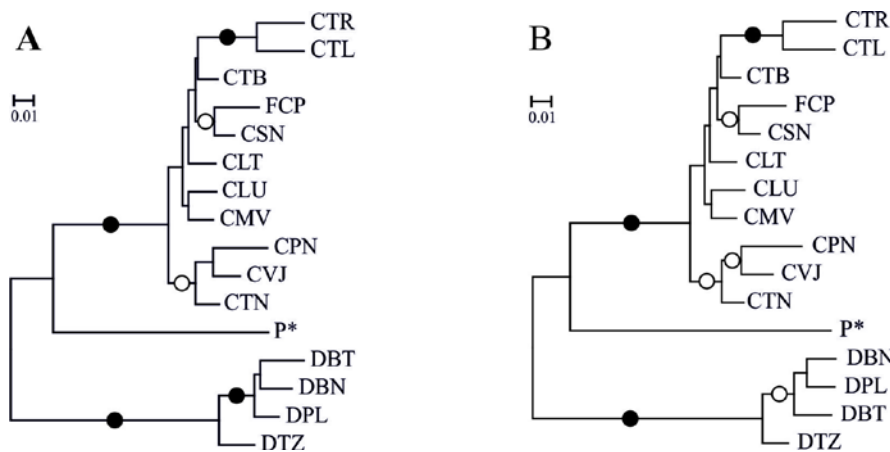 A
0.01
CTR
CTL
CTB
FCP
CSN
CLT
CLU
CMV
CPN
CVJ
CTN
P*
DBT
DBN
DPL
DTZ
B
0.01
CTR
CTL
CTB
FCP
CSN
CLT
CLU
CMV
CPN
CVJ
CTN
P*
DBN
DPL
DBT
DTZ